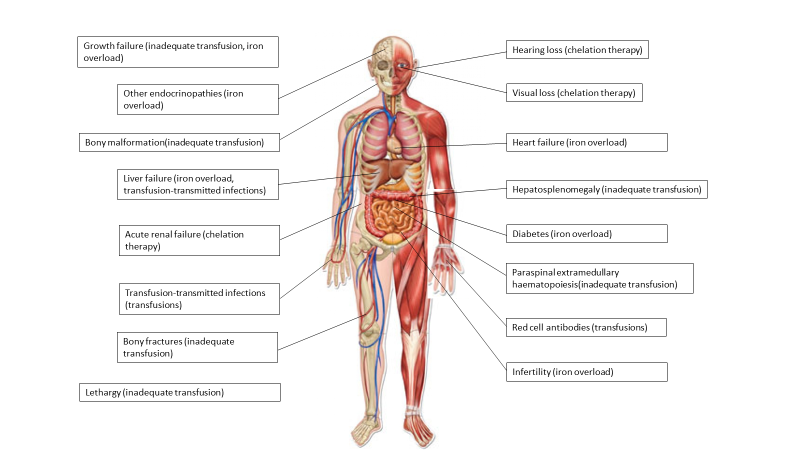 Growth failure (inadequate transfusion, iron
overload)
Other endocrinopathies (iron
overload)
Bony malformation(inadequate transfusion)
Liver failure (iron overload,
transfusion-transmitted infections)
Acute renal failure (chelation
therapy)
Transfusion-transmitted infections
(transfusions)
Bony fractures (inadequate
transfusion)
Lethargy (inadequate transfusion)
Hearing loss (chelation therapy)
Visual loss (chelation therapy)
Heart failure (iron overload)
Hepatosplenomegaly (inadequate transfusion)
Diabetes (iron overload)
Paraspinal extramedullary
haematopoiesis(inadequate transfusion)
Red cell antibodies (transfusions)
Infertility (iron overload)